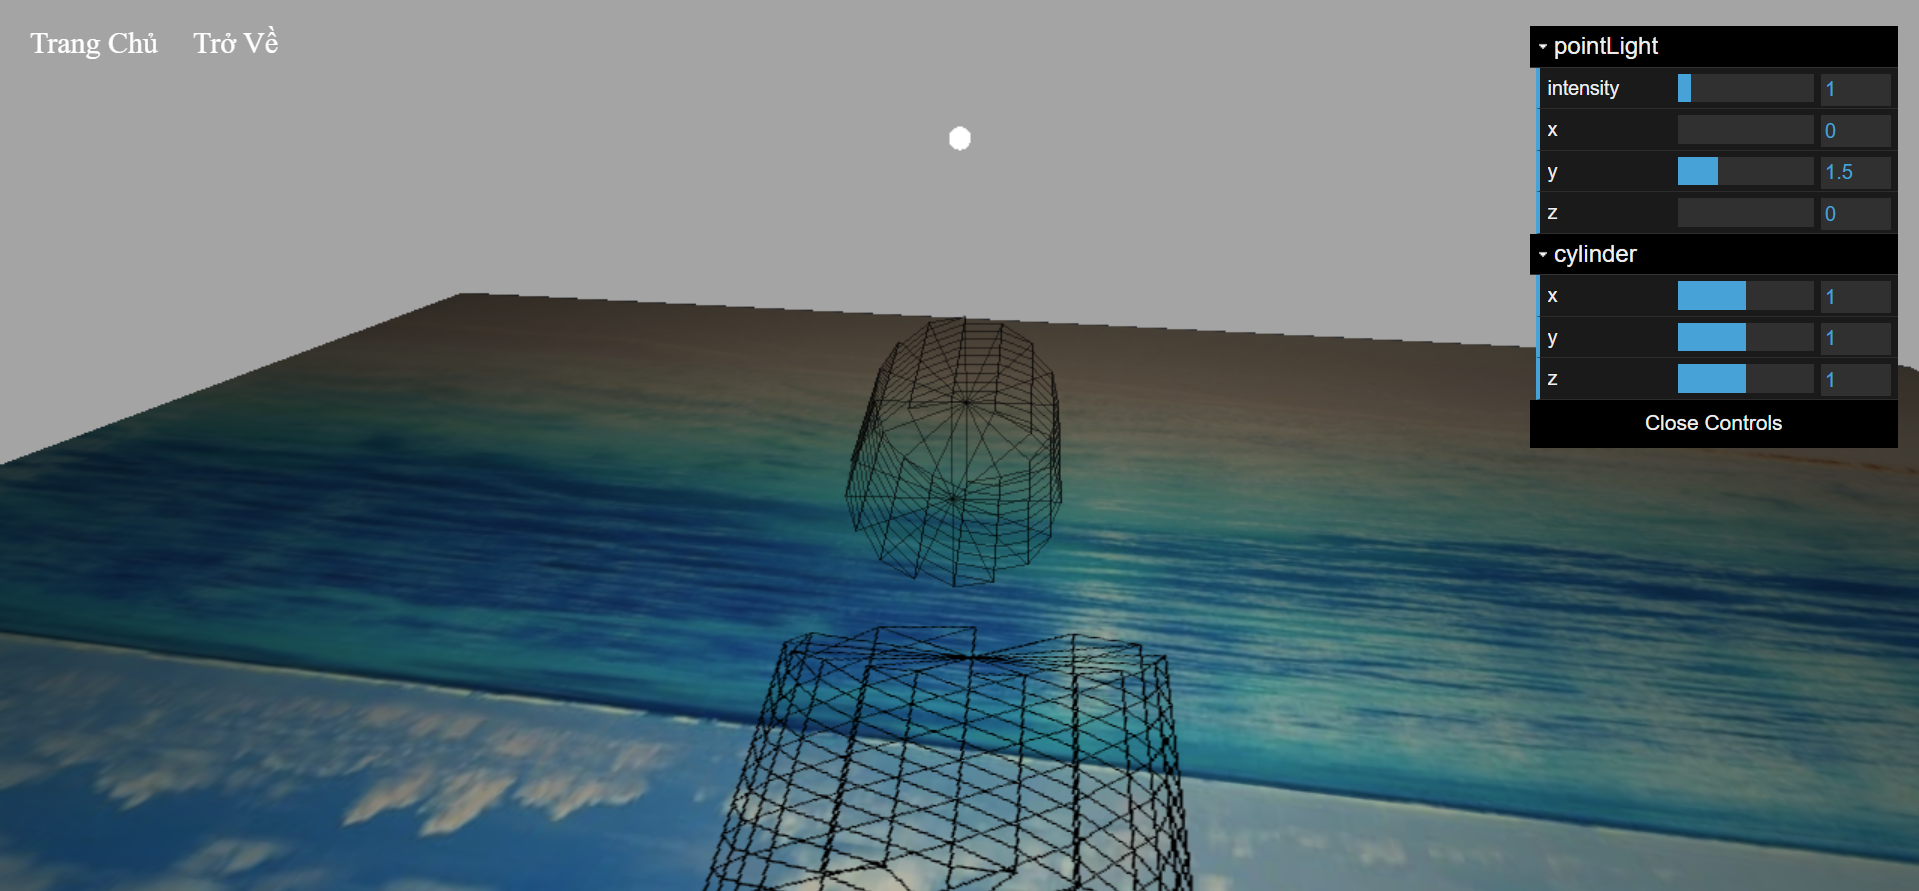 Trang Chủ Trở Về
pointLight
intensity 1
x 0
y 1.5
z 0
cylinder
x 1
y 1
z 1
Close Controls